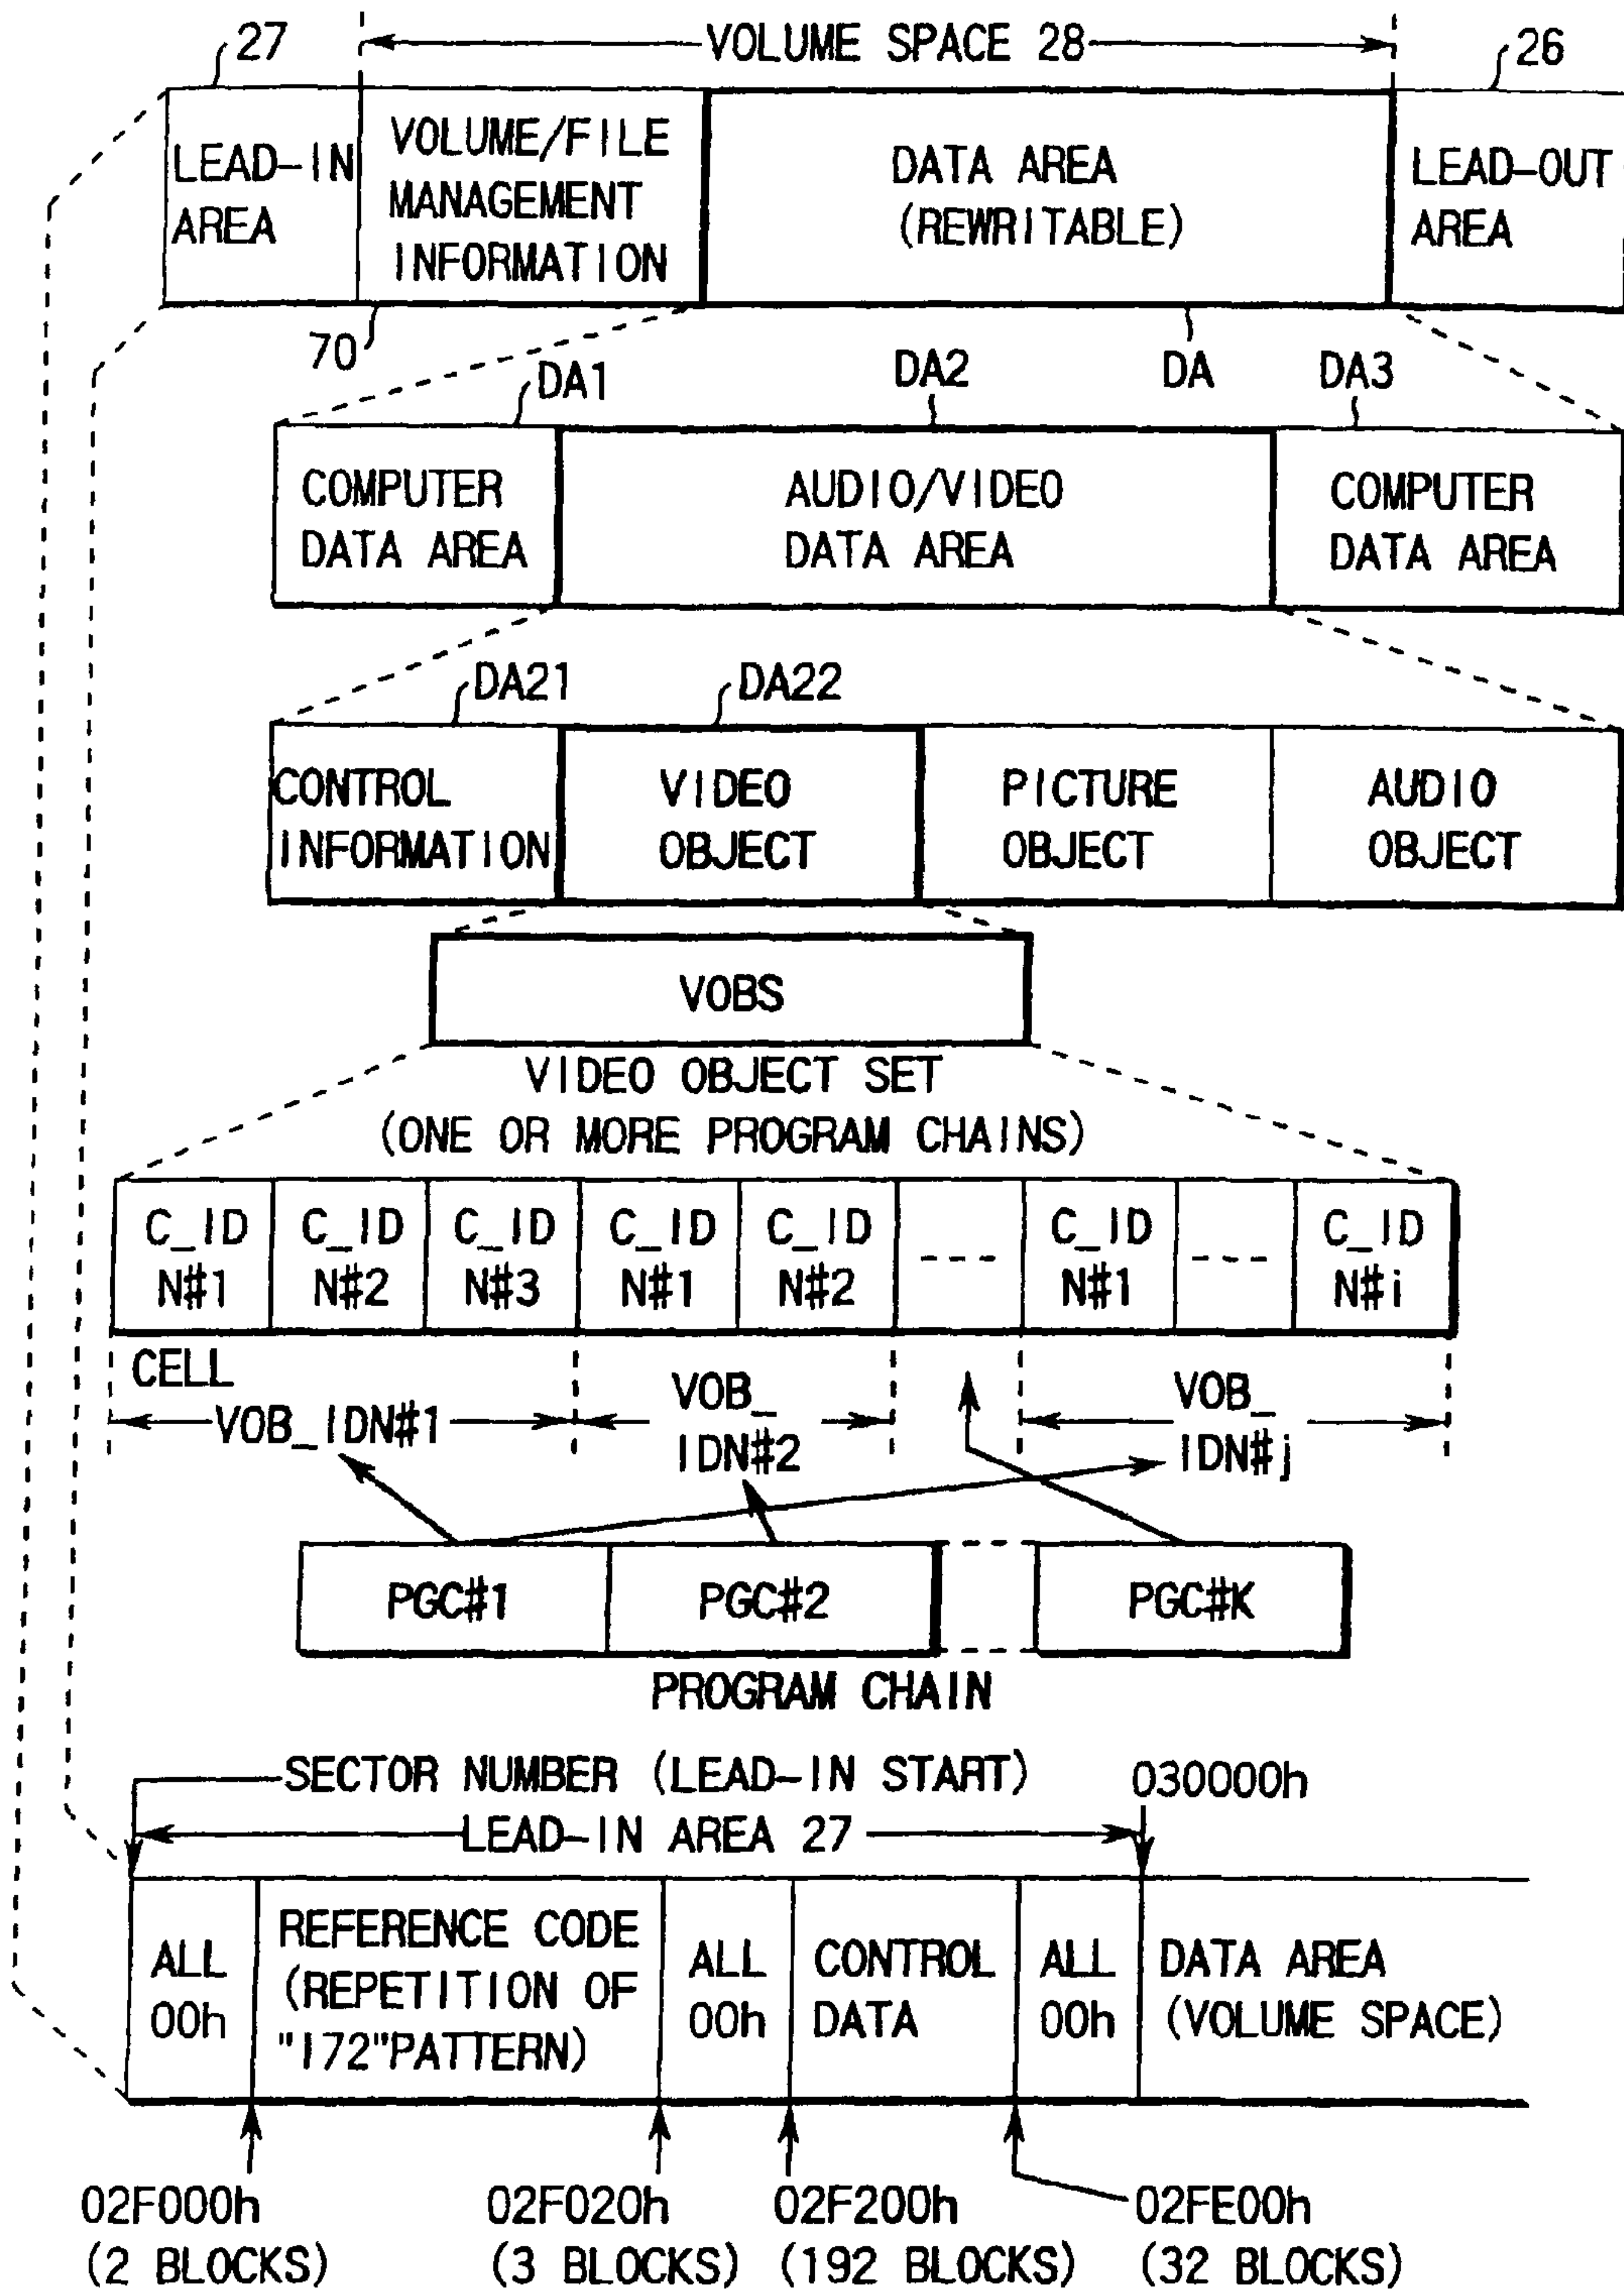 27
VOLUME SPACE 28
26
LEAD-IN
AREA
VOLUME/FILE
MANAGEMENT
INFORMATION
DATA AREA
(REWRITABLE)
LEAD-OUT
AREA
70
DA1
DA2
DA
DA3
COMPUTER
DATA AREA
AUDIO/VIDEO
DATA AREA
COMPUTER
DATA AREA
DA21
DA22
CONTROL
INFORMATION
VIDEO
OBJECT
PICTURE
OBJECT
AUDIO
OBJECT
VOBS
VIDEO OBJECT SET
(ONE OR MORE PROGRAM CHAINS)
C_ID
N#1
C_ID
N#2
C_ID
N#3
C_ID
N#1
C_ID
N#2
----
C_ID
N#1
---
C_ID
N#i
CELL
VOB_IDN#1
VOB_
IDN#2
VOB_
IDN#j
PGC#1
PGC#2
PGC#K
PROGRAM CHAIN
SECTOR NUMBER (LEAD-IN START)
030000h
LEAD-IN AREA 27
ALL
00h
REFERENCE CODE
(REPETITION OF
"172"PATTERN)
ALL
00h
CONTROL
DATA
ALL
00h
DATA AREA
(VOLUME SPACE)
02F000h
(2 BLOCKS)
02F020h
(3 BLOCKS)
02F200h
(192 BLOCKS)
02FE00h
(32 BLOCKS)